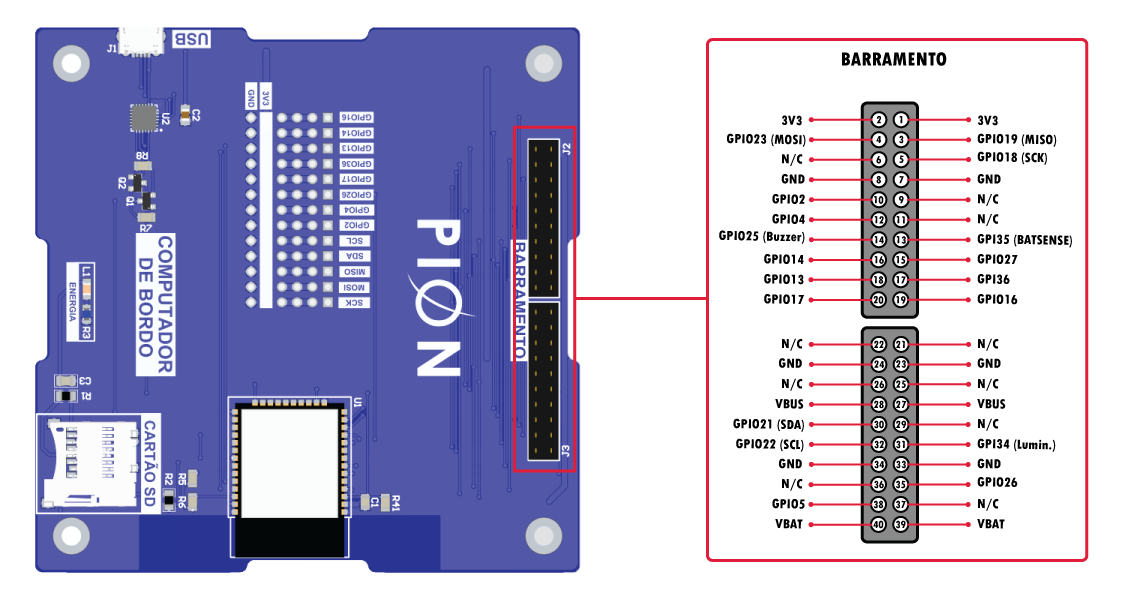 J1
USB
U2
C2
R8
Q2
Q1
R7
COMPUTADOR
DE BORDO
L1
ENERGIA
R3
C3
R1
CARTÃO SD
R2
R5
R6
GND
3V3
GPIO16
GPIO14
GPIO13
GPIO36
GPIO17
GPIO26
GPIO4
GPIO2
SCL
SDA
MISO
MOSI
SCK
U1
C1
R41
PION
J2
BARRAMENTO
J3
BARRAMENTO
3V3 2 1 3V3
GPIO23 (MOSI) 4 3 GPIO19 (MISO)
N/C 6 5 GPIO18 (SCK)
GND 8 7 GND
GPIO2 10 9 N/C
GPIO4 12 11 N/C
GPIO25 (Buzzer) 14 13 GPI35 (BATSENSE)
GPIO14 16 15 GPIO27
GPIO13 18 17 GPI36
GPIO17 20 19 GPIO16
N/C 22 21 N/C
GND 24 23 GND
N/C 26 25 N/C
VBUS 28 27 VBUS
GPIO21 (SDA) 30 29 N/C
GPIO22 (SCL) 32 31 GPI34 (Lumin.)
GND 34 33 GND
N/C 36 35 GPIO26
GPIO5 38 37 N/C
VBAT 40 39 VBAT